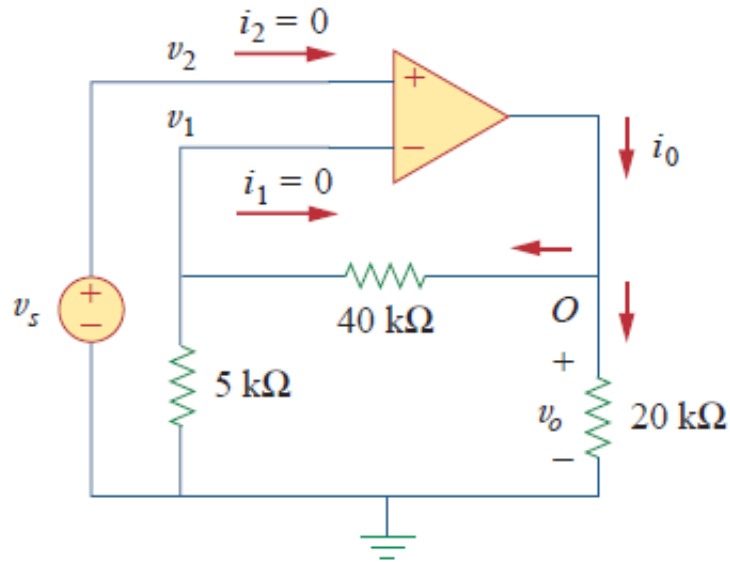 i2 = 0
v2
+
v1
−
i0
i1 = 0
vs
+
−
40 kΩ
O
5 kΩ
+
vo
−
20 kΩ